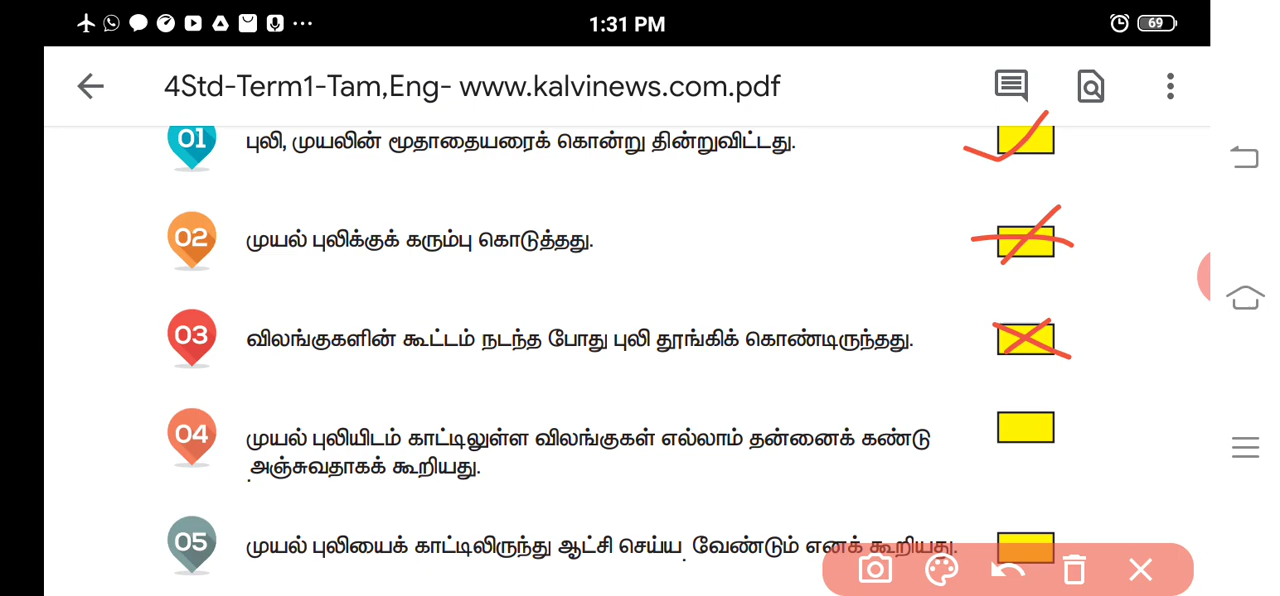 1:31 PM
69
4Std-Term1-Tam,Eng- www.kalvinews.com.pdf
01 புலி, முயலின் மூதாதையரைக் கொன்று தின்றுவிட்டது.
02 முயல் புலிக்குக் கரும்பு கொடுத்தது.
03 விலங்குகளின் கூட்டம் நடந்த போது புலி தூங்கிக் கொண்டிருந்தது.
04 முயல் புலியிடம் காட்டிலுள்ள விலங்குகள் எல்லாம் தன்னைக் கண்டு
அஞ்சுவதாகக் கூறியது.
05 முயல் புலியைக் காட்டிலிருந்து ஆட்சி செய்ய வேண்டும் எனக் கூறியது.